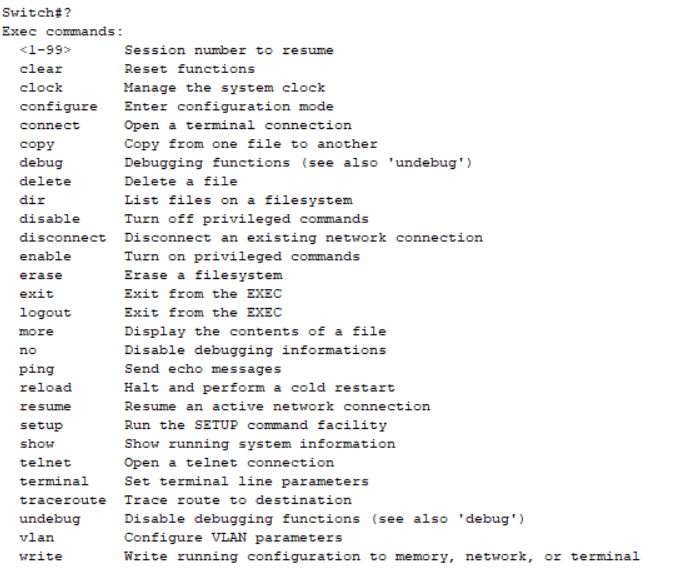 Switch#?
Exec commands:
  <1-99>      Session number to resume
  clear       Reset functions
  clock       Manage the system clock
  configure   Enter configuration mode
  connect     Open a terminal connection
  copy        Copy from one file to another
  debug       Debugging functions (see also 'undebug')
  delete      Delete a file
  dir         List files on a filesystem
  disable     Turn off privileged commands
  disconnect  Disconnect an existing network connection
  enable      Turn on privileged commands
  erase       Erase a filesystem
  exit        Exit from the EXEC
  logout      Exit from the EXEC
  more        Display the contents of a file
  no          Disable debugging informations
  ping        Send echo messages
  reload      Halt and perform a cold restart
  resume      Resume an active network connection
  setup       Run the SETUP command facility
  show        Show running system information
  telnet      Open a telnet connection
  terminal    Set terminal line parameters
  traceroute  Trace route to destination
  undebug     Disable debugging functions (see also 'debug')
  vlan        Configure VLAN parameters
  write       Write running configuration to memory, network, or terminal